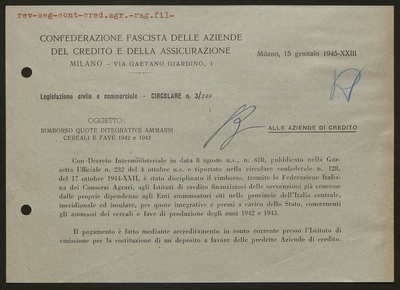 rev-seg-cont-cred.agr.-rag.fil-
CONFEDERAZIONE FASCISTA DELLE AZIENDE
DEL CREDITO E DELLA ASSICURAZIONE
MILANO - VIA GAETANO GIARDINO, 1
Milano, 15 gennaio 1945-XXIII
Legislazione civile e commerciale - CIRCOLARE n. 3/249
OGGETTO:
RIMBORSO QUOTE INTEGRATIVE AMMASSI
CEREALI E FAVE 1942 e 1943
ALLE AZIENDE DI CREDITO
Con Decreto Interministeriale in data 8 agosto u.s., n. 620, pubblicato nella Gaz-
zetta Ufficiale n. 232 del 4 ottobre u.s. e riportato nella circolare confederale n. 128,
del 17 ottobre 1944-XXII, è stato disciplinato il rimborso, tramite la Federazione Italia-
na dei Consorzi Agrari, agli Istituti di credito finanziatori delle sovvenzioni già concesse
dalle proprie dipendenze agli Enti ammassatori siti nelle provincie dell'Italia centrale,
meridionale ed insulare, per quote integrative e premi a carico dello Stato, concernenti
gli ammassi dei cereali e fave di produzione degli anni 1942 e 1943.
Il pagamento è fatto mediante accreditamento in conto corrente presso l'Istituto di
emissione per la costituzione di un deposito a favore delle predette Aziende di credito.